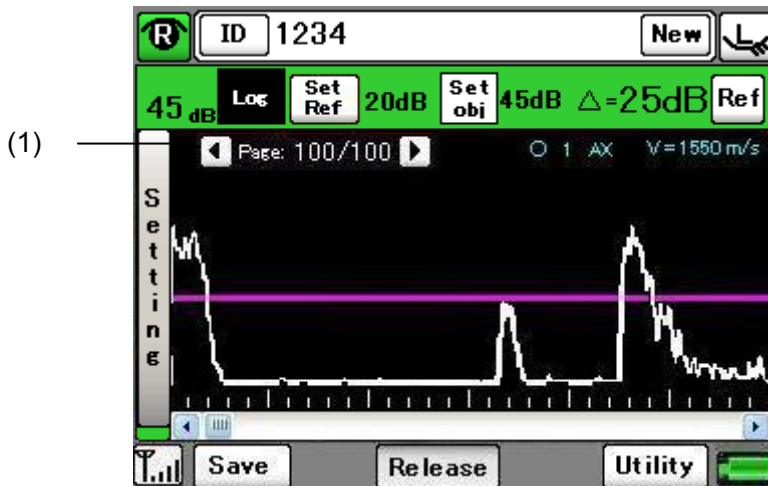 R ID 1234 New
45 dB Log Set Ref 20dB Set obj 45dB △=25dB Ref
(1)
Page: 100/100 O 1 AX V=1550 m/s
Setting
Save Release Utility